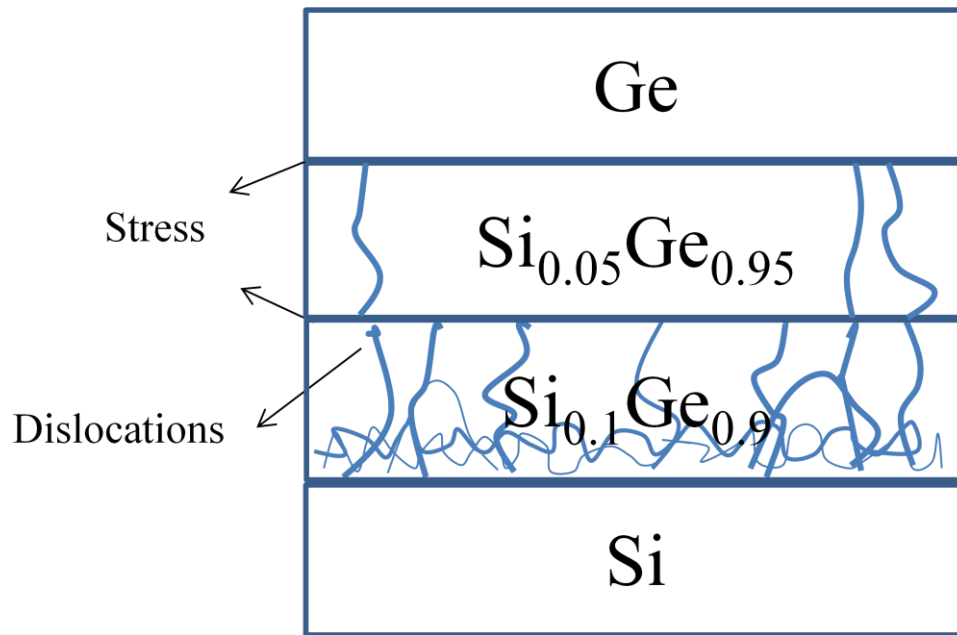 Ge
Stress
Si₀.₀₅Ge₀.₉₅
Si₀.₁Ge₀.₉
Dislocations
Si